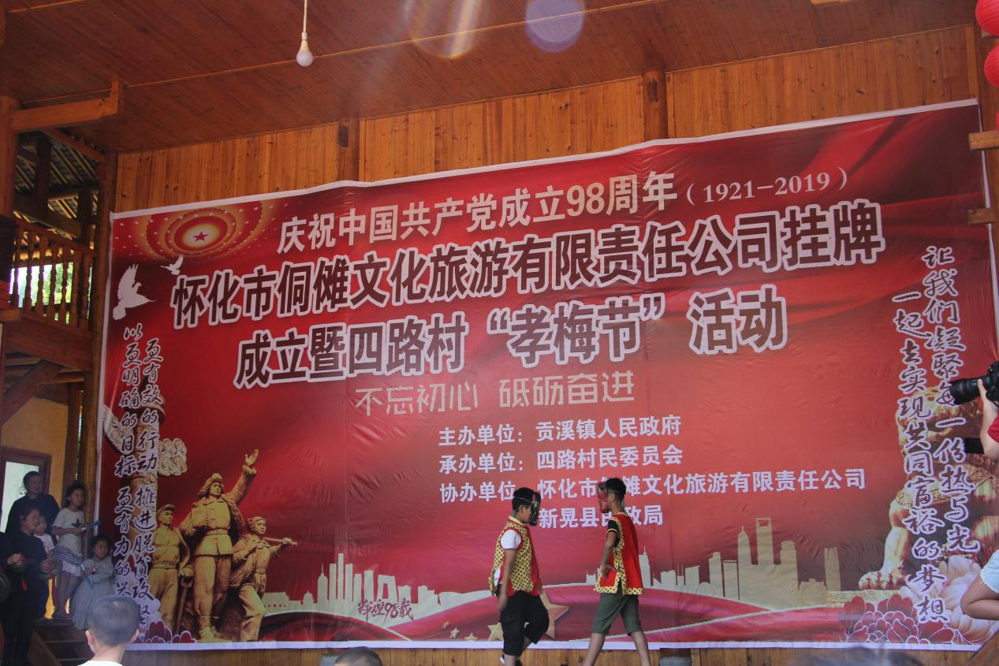 庆祝中国共产党成立98周年（1921-2019）
怀化市侗傩文化旅游有限责任公司挂牌
成立暨四路村“孝梅节”活动
不忘初心 砥砺奋进
主办单位：贡溪镇人民政府
承办单位：四路村民委员会
协办单位 怀化市 傩文化旅游有限责任公司
新晃县 政局
以更明确的目标 更有力的
更有效的行动 推进脱贫攻坚
让我们凝聚每一份热与光
一起去实现共同富裕的梦想
辉煌98载